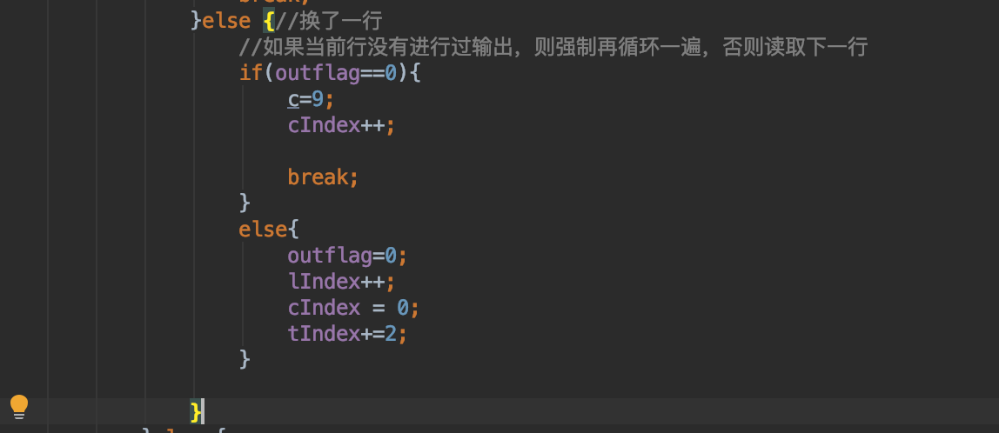 break;
}else {//换了一行
//如果当前行没有进行过输出，则强制再循环一遍，否则读取下一行
if(outflag==0){
c=9;
cIndex++;
break;
}
else{
outflag=0;
lIndex++;
cIndex = 0;
tIndex+=2;
}
}
} else {